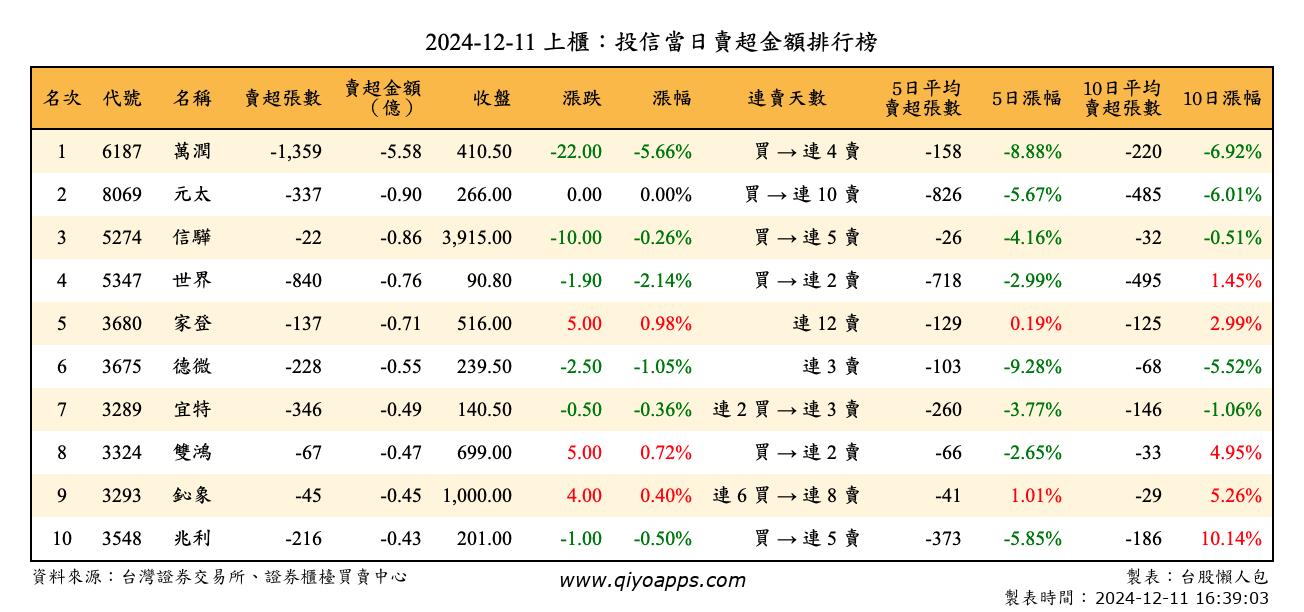 2024-12-11 上櫃：投信當日賣超金額排行榜
名次 代號 名稱 賣超張數 賣超金額（億） 收盤 漲跌 漲幅 連賣天數 5日平均賣超張數 5日漲幅 10日平均賣超張數 10日漲幅
1 6187 萬潤 -1,359 -5.58 410.50 -22.00 -5.66% 買 → 連 4 賣 -158 -8.88% -220 -6.92%
2 8069 元太 -337 -0.90 266.00 0.00 0.00% 買 → 連 10 賣 -826 -5.67% -485 -6.01%
3 5274 信驊 -22 -0.86 3,915.00 -10.00 -0.26% 買 → 連 5 賣 -26 -4.16% -32 -0.51%
4 5347 世界 -840 -0.76 90.80 -1.90 -2.14% 買 → 連 2 賣 -718 -2.99% -495 1.45%
5 3680 家登 -137 -0.71 516.00 5.00 0.98% 連 12 賣 -129 0.19% -125 2.99%
6 3675 德微 -228 -0.55 239.50 -2.50 -1.05% 連 3 賣 -103 -9.28% -68 -5.52%
7 3289 宜特 -346 -0.49 140.50 -0.50 -0.36% 連 2 買 → 連 3 賣 -260 -3.77% -146 -1.06%
8 3324 雙鴻 -67 -0.47 699.00 5.00 0.72% 買 → 連 2 賣 -66 -2.65% -33 4.95%
9 3293 鈊象 -45 -0.45 1,000.00 4.00 0.40% 連 6 買 → 連 8 賣 -41 1.01% -29 5.26%
10 3548 兆利 -216 -0.43 201.00 -1.00 -0.50% 買 → 連 5 賣 -373 -5.85% -186 10.14%
資料來源：台灣證券交易所、證券櫃檯買賣中心 www.qiyoapps.com 製表：台股懶人包
製表時間：2024-12-11 16:39:03